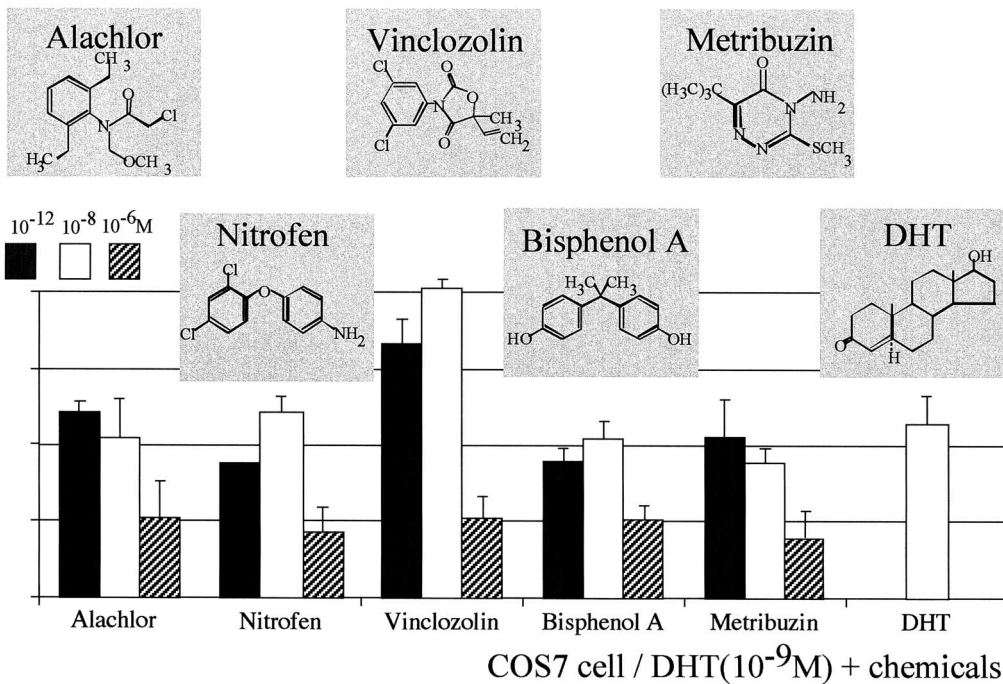 Alachlor
CH3
O
Cl
N
H3C
OCH3
Vinclozolin
Cl
O
O
N
CH3
Cl
O
CH2
Metribuzin
O
(H3C)3C
N
NH2
N
N
SCH3
10-12 10-8 10-6M
Nitrofen
Cl
O
Cl
NH2
Bisphenol A
H3C CH3
HO
OH
DHT
OH
O
H
Alachlor Nitrofen Vinclozolin Bisphenol A Metribuzin DHT
COS7 cell / DHT(10-9M) + chemicals